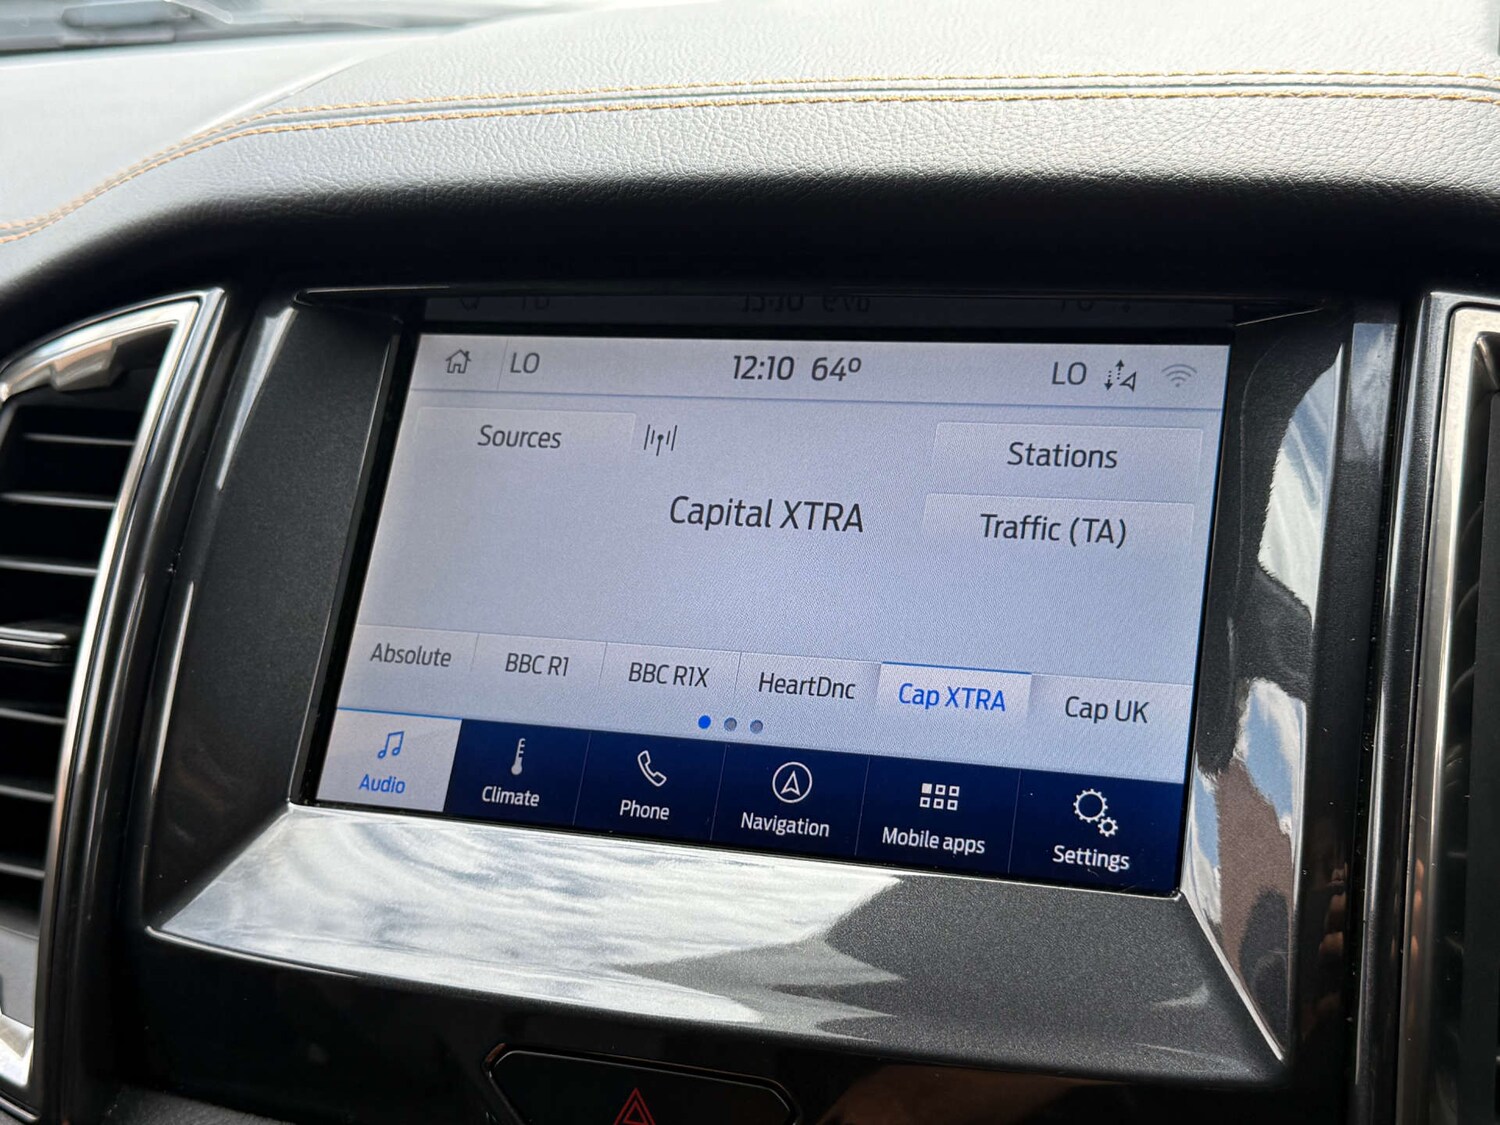 LO 12:10 64º LO
Sources
Stations
Capital XTRA
Traffic (TA)
Absolute BBC R1 BBC R1X HeartDnc Cap XTRA Cap UK
Audio Climate Phone Navigation Mobile apps Settings